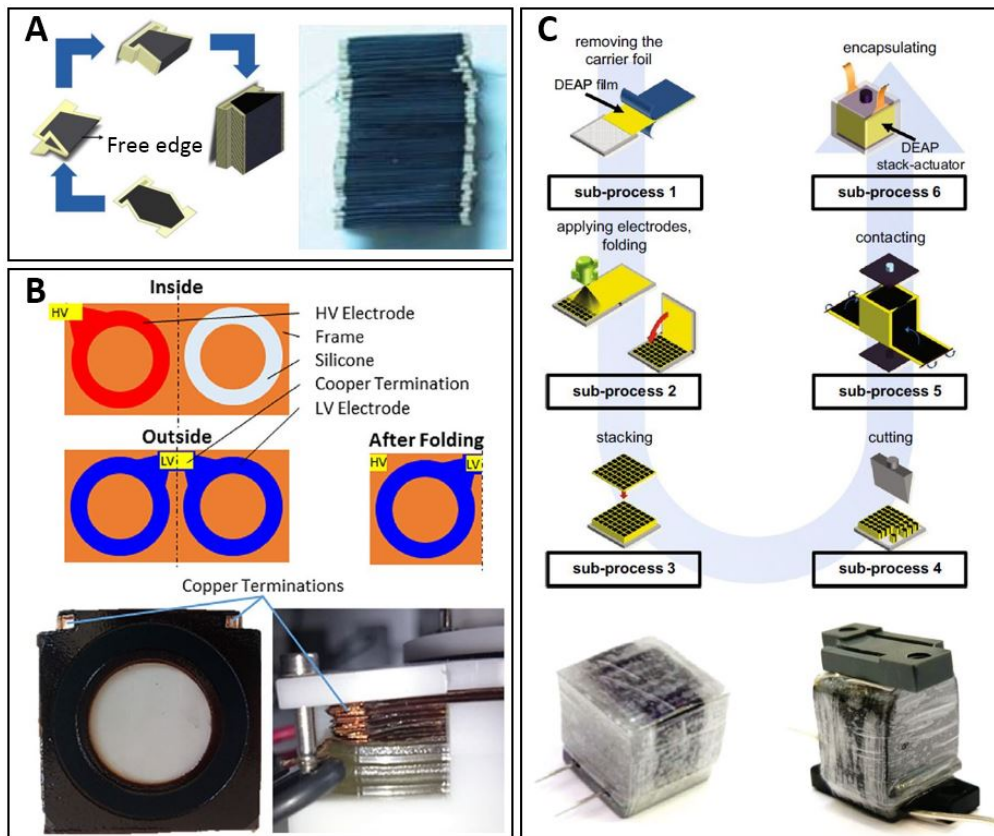 A
Free edge
B
Inside
HV
HV Electrode
Frame
Silicone
Cooper Termination
LV Electrode
Outside
LV
After Folding
HV
LV
Copper Terminations
C
removing the
carrier foil
DEAP film
sub-process 1
applying electrodes,
folding
sub-process 2
stacking
sub-process 3
encapsulating
DEAP
stack-actuator
sub-process 6
contacting
sub-process 5
cutting
sub-process 4